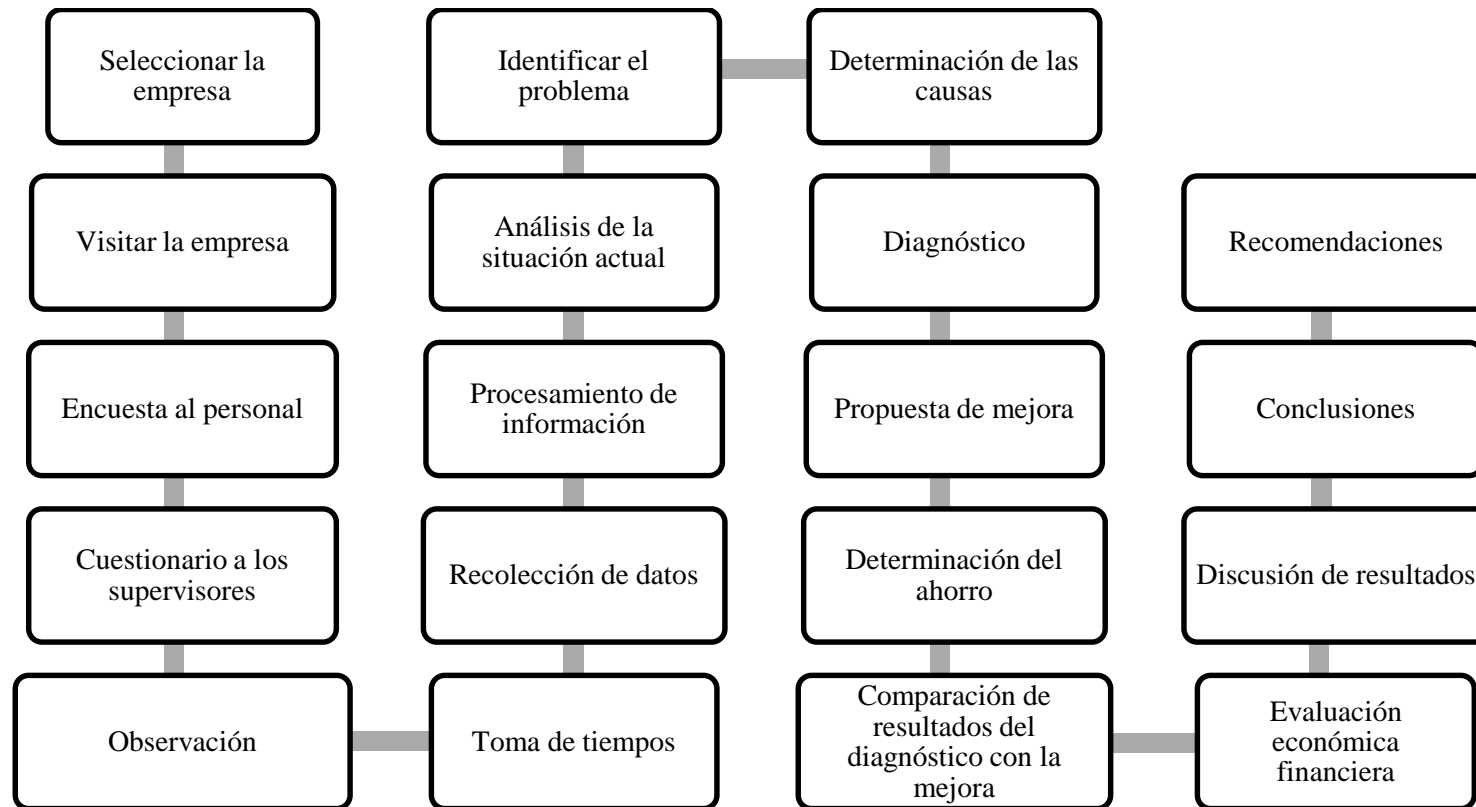 Seleccionar la
empresa
Visitar la empresa
Encuesta al personal
Cuestionario a los
supervisores
Observación
Toma de tiempos
Recolección de datos
Procesamiento de
información
Análisis de la
situación actual
Identificar el
problema
Determinación de las
causas
Diagnóstico
Propuesta de mejora
Determinación del
ahorro
Comparación de
resultados del
diagnóstico con la
mejora
Evaluación
económica
financiera
Discusión de resultados
Conclusiones
Recomendaciones